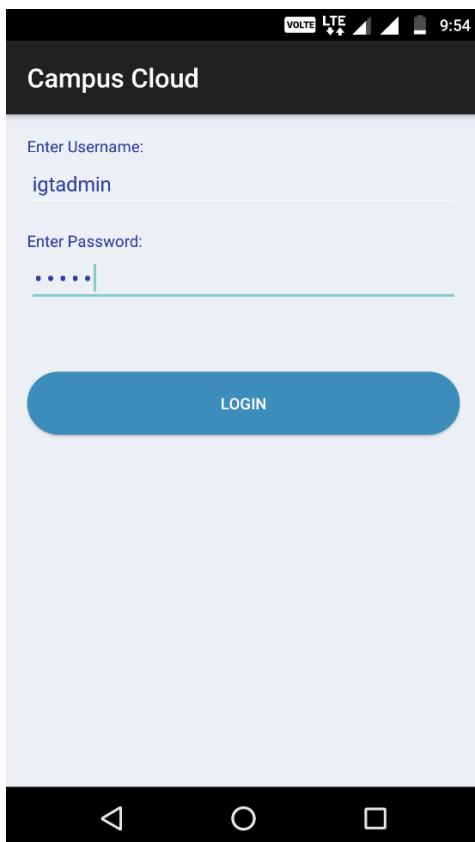 VOLTE LTE 9:54
Campus Cloud
Enter Username:
igtadmin
Enter Password:
•••••
LOGIN